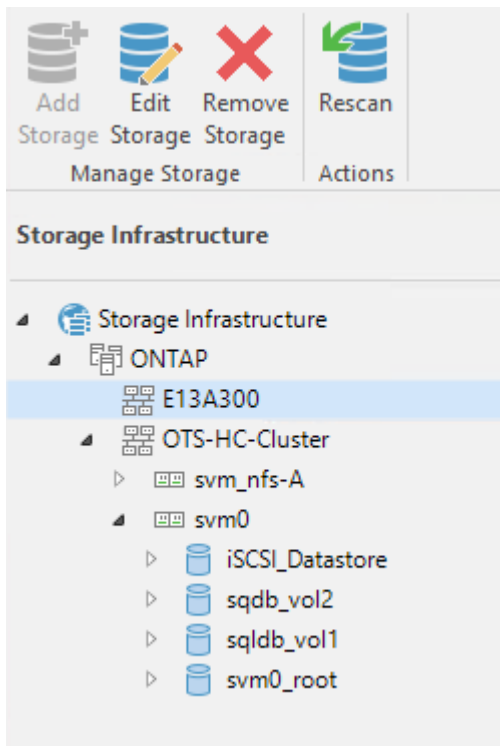 Add Edit Remove Rescan
Storage Storage Storage
Manage Storage Actions
Storage Infrastructure
Storage Infrastructure
ONTAP
E13A300
OTS-HC-Cluster
svm_nfs-A
svm0
iSCSI_Datastore
sqdb_vol2
sqldb_vol1
svm0_root